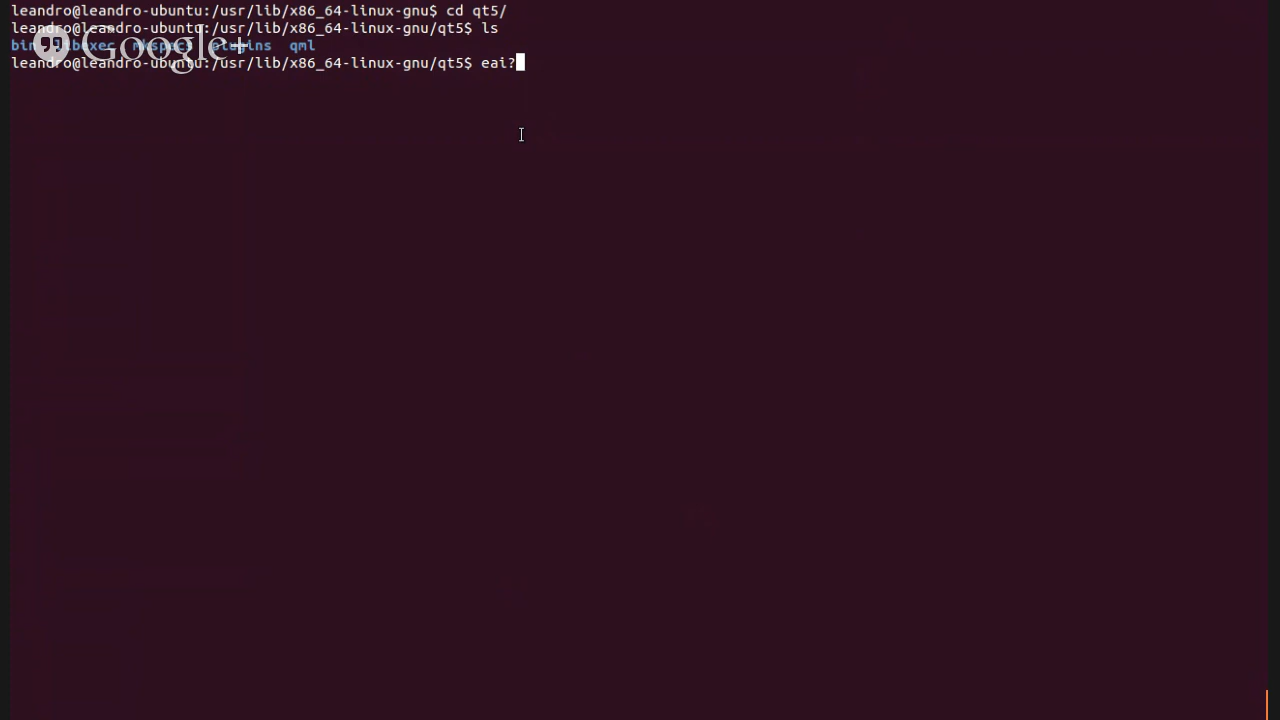 leandro@leandro-ubuntu:/usr/lib/x86_64-linux-gnu$ cd qt5/
leandro@leandro-ubuntu:/usr/lib/x86_64-linux-gnu/qt5$ ls
bin libexec mkspecs plugins qml
Google+
leandro@leandro-ubuntu:/usr/lib/x86_64-linux-gnu/qt5$ eai?